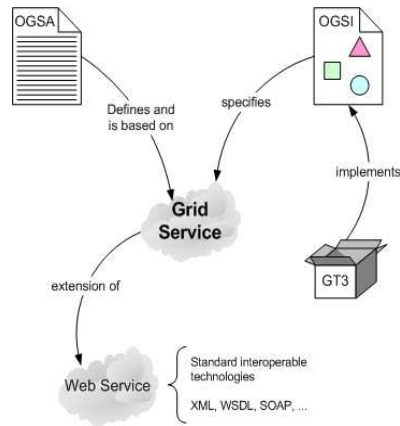 OGSA
OGSI
Defines and
is based on
specifies
implements
Grid
Service
GT3
extension of
Web Service
Standard interoperable
technologies
XML, WSDL, SOAP, ...